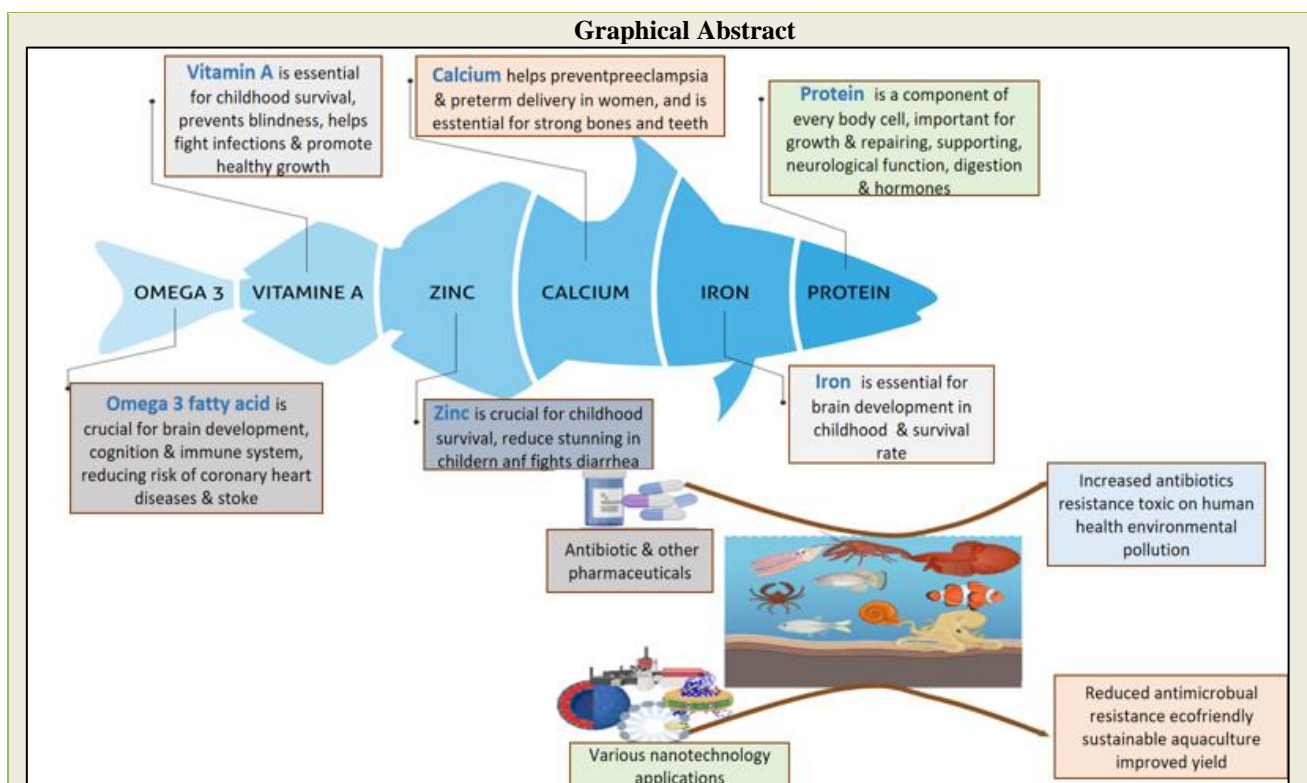 Graphical Abstract
Vitamin A is essential
for childhood survival,
prevents blindness, helps
fight infections & promote
healthy growth
Calcium helps preventpreeclampsia
& preterm delivery in women, and is
esstential for strong bones and teeth
Protein is a component of
every body cell, important for
growth & repairing, supporting,
neurological function, digestion
& hormones
OMEGA 3
VITAMINE A
ZINC
CALCIUM
IRON
PROTEIN
Omega 3 fatty acid is
crucial for brain development,
cognition & immune system,
reducing risk of coronary heart
diseases & stoke
Zinc is crucial for childhood
survival, reduce stunning in
childern anf fights diarrhea
Iron is essential for
brain development in
childhood & survival
rate
Antibiotic & other
pharmaceuticals
Increased antibiotics
resistance toxic on human
health environmental
pollution
Various nanotechnology
applications
Reduced antimicrobual
resistance ecofriendly
sustainable aquaculture
improved yield